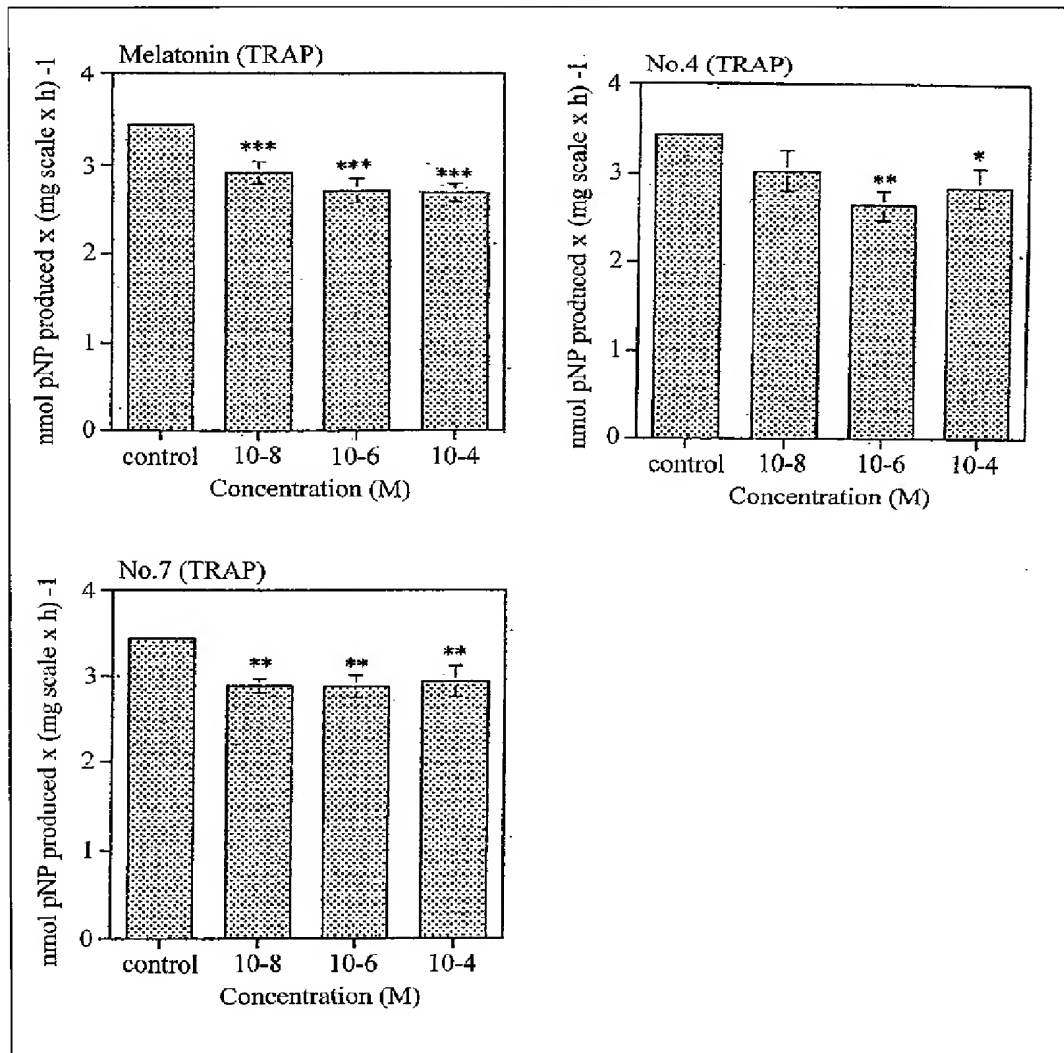 Melatonin (TRAP)
nmol pNP produced x (mg scale x h) -1
4
3
2
1
0
***
***
***
control 10-8 10-6 10-4
Concentration (M)
No.4 (TRAP)
nmol pNP produced x (mg scale x h) -1
4
3
2
1
0
**
*
control 10-8 10-6 10-4
Concentration (M)
No.7 (TRAP)
nmol pNP produced x (mg scale x h) -1
4
3
2
1
0
**
**
**
control 10-8 10-6 10-4
Concentration (M)